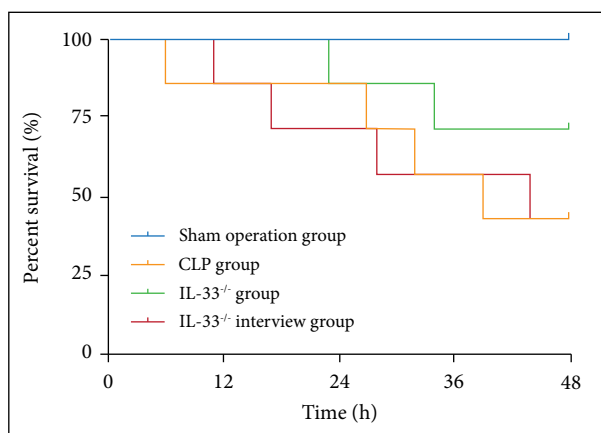 100
75
50
25
0
Percent survival (%)
Sham operation group
CLP group
IL-33-/- group
IL-33-/- interview group
0 12 24 36 48
Time (h)